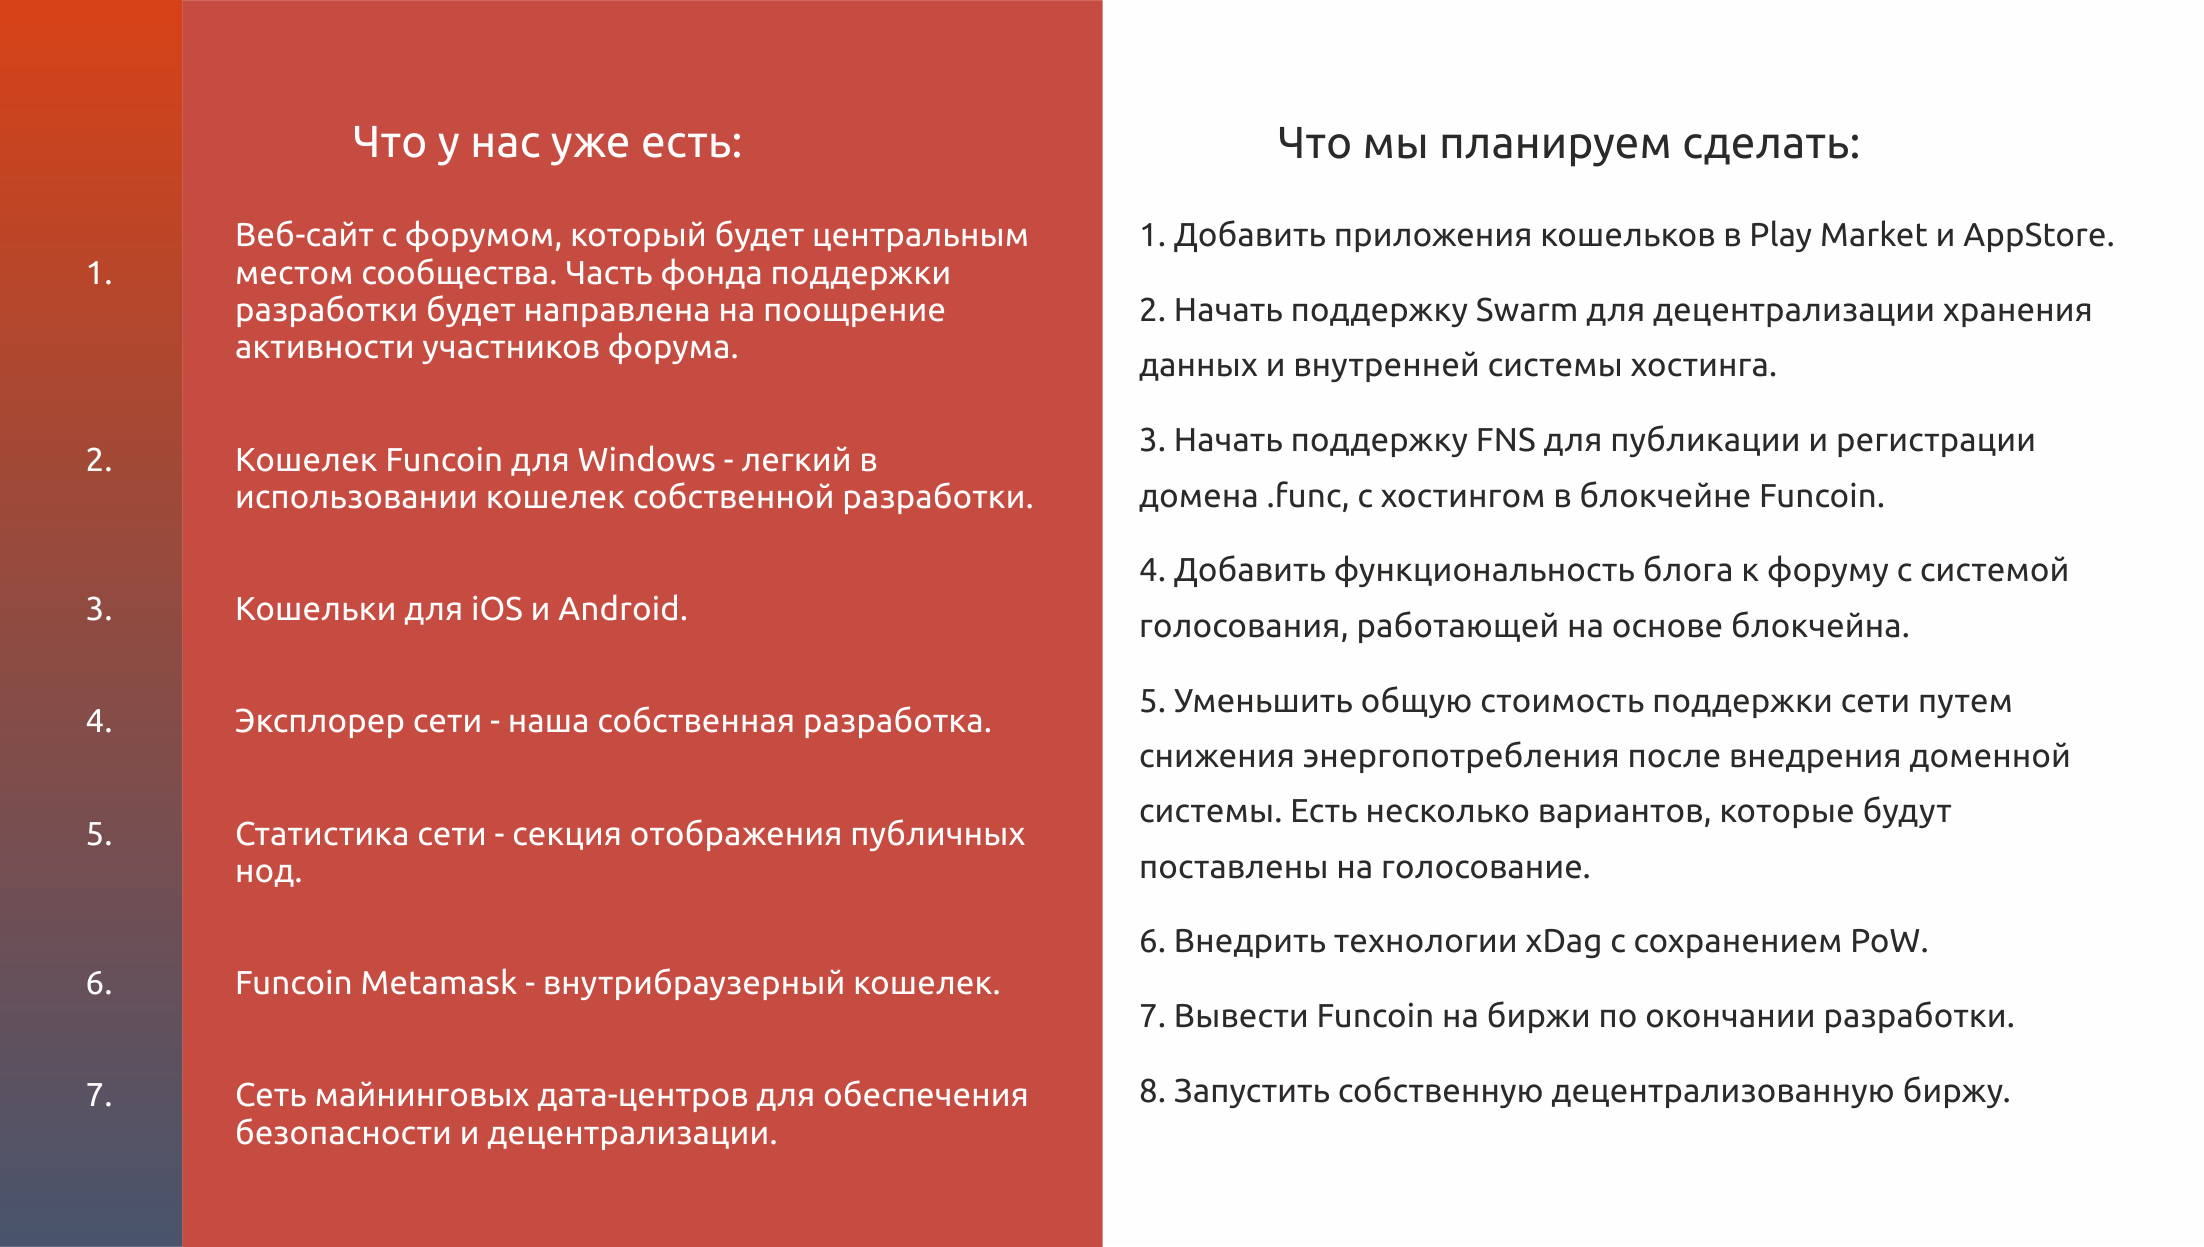 Что у нас уже есть:
1.
Веб-сайт с форумом, который будет центральным
местом сообщества. Часть фонда поддержки
разработки будет направлена на поощрение
активности участников форума.
2.
Кошелек Funcoin для Windows - легкий в
использовании кошелек собственной разработки.
3.
Кошельки для iOS и Android.
4.
Эксплорер сети - наша собственная разработка.
5.
Статистика сети - секция отображения публичных
нод.
6.
Funcoin Metamask - внутрибраузерный кошелек.
7.
Сеть майнинговых дата-центров для обеспечения
безопасности и децентрализации.
Что мы планируем сделать:
1. Добавить приложения кошельков в Play Market и AppStore.
2. Начать поддержку Swarm для децентрализации хранения
данных и внутренней системы хостинга.
3. Начать поддержку FNS для публикации и регистрации
домена .func, с хостингом в блокчейне Funcoin.
4. Добавить функциональность блога к форуму с системой
голосования, работающей на основе блокчейна.
5. Уменьшить общую стоимость поддержки сети путем
снижения энергопотребления после внедрения доменной
системы. Есть несколько вариантов, которые будут
поставлены на голосование.
6. Внедрить технологии xDag с сохранением PoW.
7. Вывести Funcoin на биржи по окончании разработки.
8. Запустить собственную децентрализованную биржу.